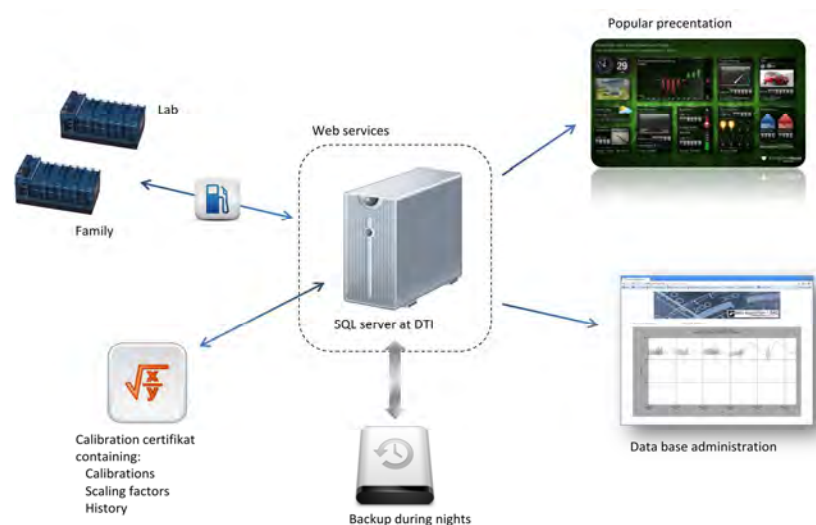 Popular precentation
29
Lab
Web services
Family
SQL server at DTI
x
y
Calibration certifikat
containing:
Calibrations
Scaling factors
History
Data base administration
Backup during nights